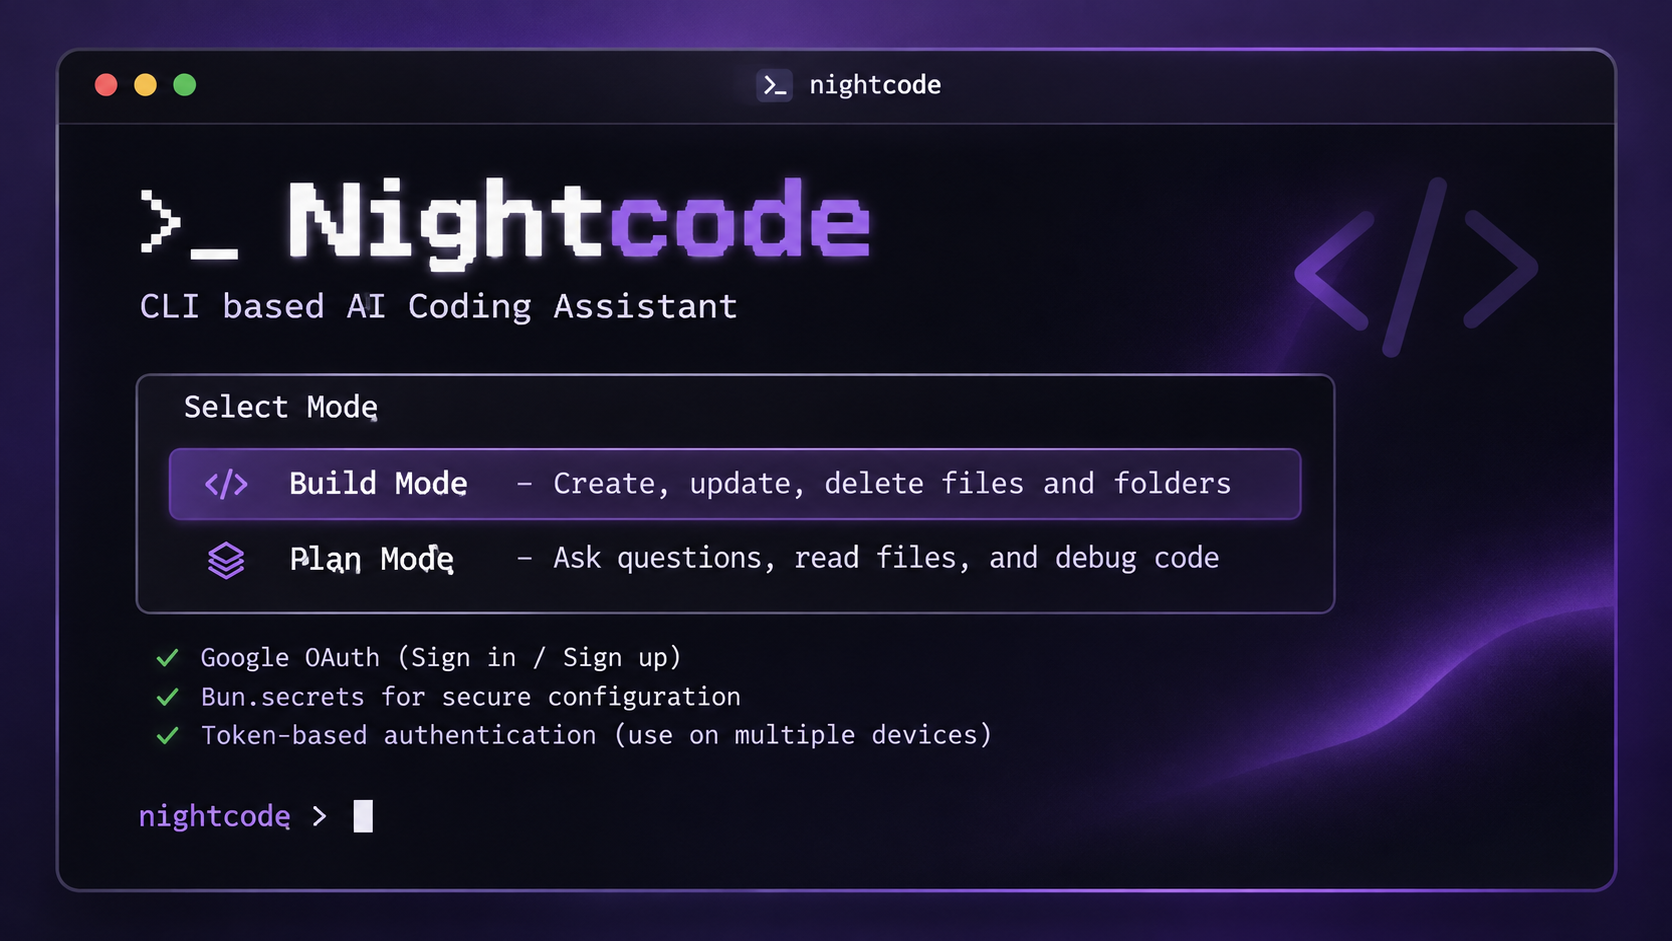 >_ nightcode
>_ Nightcode
CLI based AI Coding Assistant
Select Mode
</> Build Mode – Create, update, delete files and folders
Plan Mode – Ask questions, read files, and debug code
✓ Google OAuth (Sign in / Sign up)
✓ Bun.secrets for secure configuration
✓ Token-based authentication (use on multiple devices)
nightcode >
</>